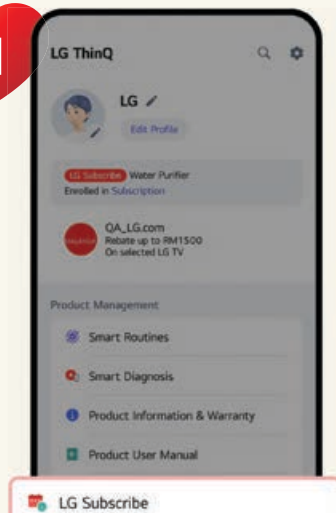 LG ThinQ
LG
Edit Profile
LG Subscribe Water Purifier
Enrolled in Subscription
QA_LG.com
Rebate up to RM1500
On selected LG TV
Product Management
Smart Routines
Smart Diagnosis
Product Information & Warranty
Product User Manual
LG Subscribe